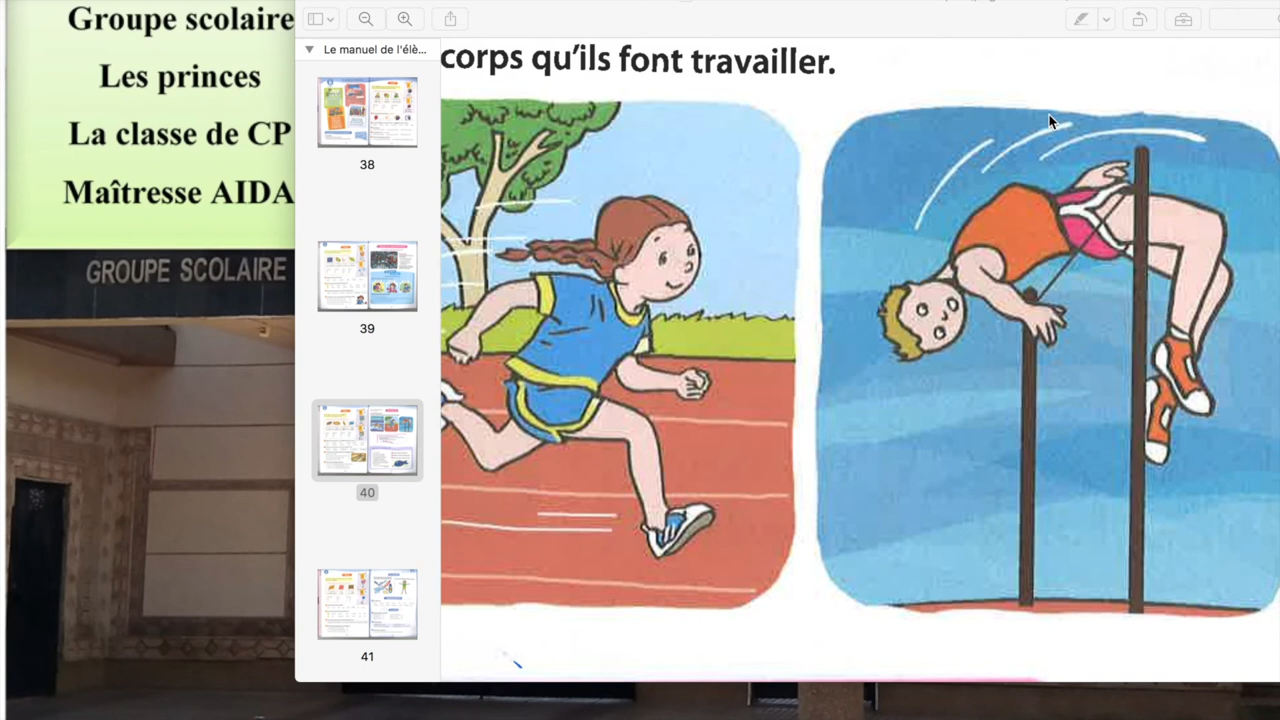 Groupe scolaire
Les princes
La classe de CP
Maîtresse AIDA
GROUPE SCOLAIRE
Le manuel de l'élè...
38
39
40
41
corps qu'ils font travailler.